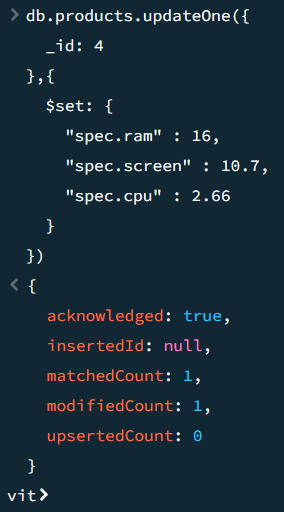 > db.products.updateOne({
    _id: 4
  },{
    $set: {
      "spec.ram" : 16,
      "spec.screen" : 10.7,
      "spec.cpu" : 2.66
    }
  })
< {
    acknowledged: true,
    insertedId: null,
    matchedCount: 1,
    modifiedCount: 1,
    upsertedCount: 0
  }
vit>